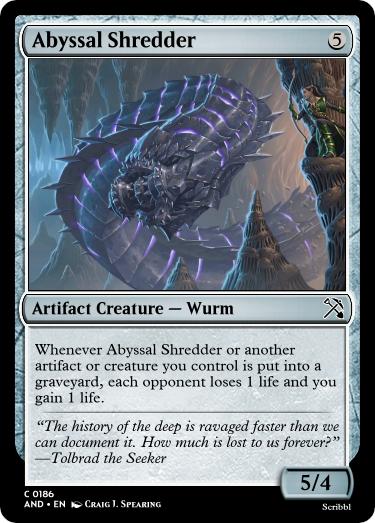 Abyssal Shredder 5
Artifact Creature — Wurm
Whenever Abyssal Shredder or another
artifact or creature you control is put into a
graveyard, each opponent loses 1 life and you
gain 1 life.
"The history of the deep is ravaged faster than we
can document it. How much is lost to us forever?"
—Tolbrad the Seeker
5/4
C 0186
AND • EN Craig J. Spearing
Scribbl